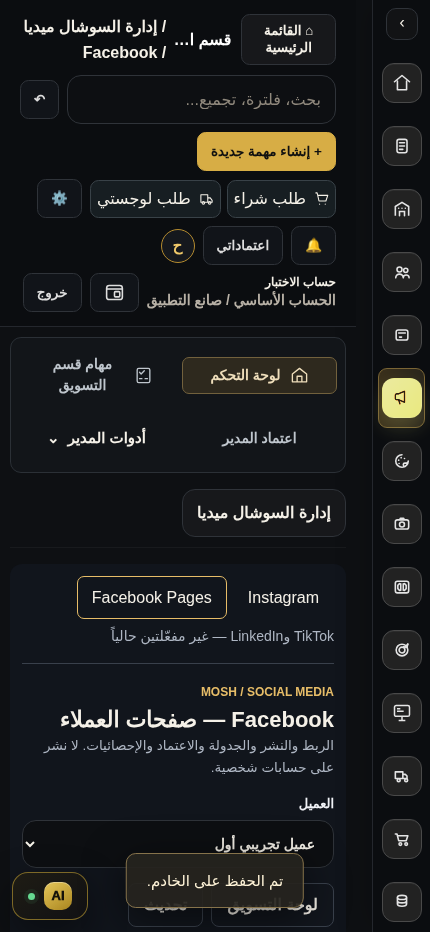 ⌂ القائمة الرئيسية
قسم ا...
/ إدارة السوشال ميديا
/ Facebook
بحث، فلترة، تجميع...
↶
+ إنشاء مهمة جديدة
طلب شراء
طلب لوجستي
اعتماداتي
ح
حساب الاختبار
الحساب الأساسي / صانع التطبيق
خروج
لوحة التحكم
مهام قسم التسويق
اعتماد المدير
أدوات المدير
إدارة السوشال ميديا
Instagram
Facebook Pages
TikTok وLinkedIn — غير مفعّلتين حالياً
MOSH / SOCIAL MEDIA
Facebook — صفحات العملاء
الربط والنشر والجدولة والاعتماد والإحصائيات. لا نشر
على حسابات شخصية.
العميل
عميل تجريبي أول
تم الحفظ على الخادم.
لوحة التسويق
تحديث
AI